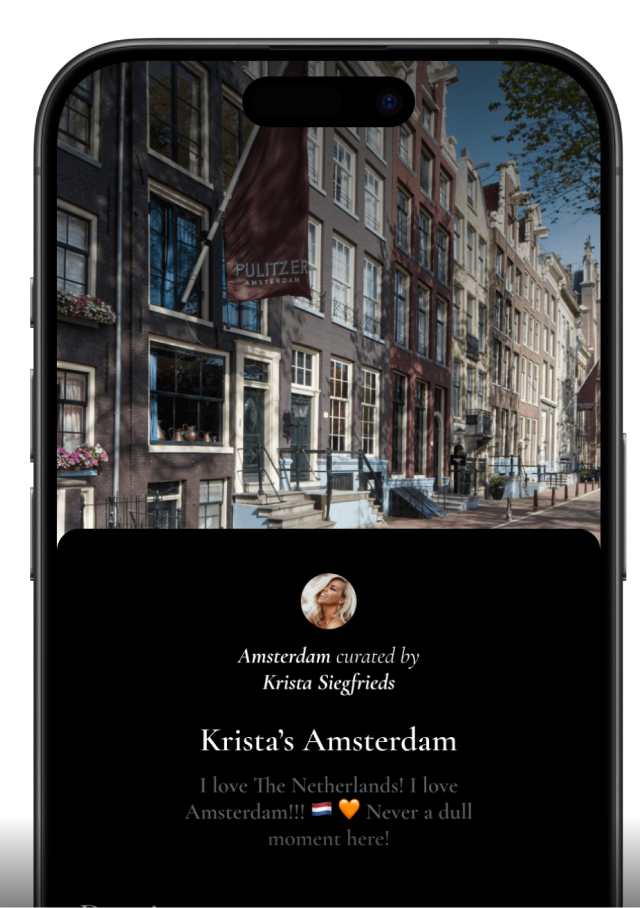 PULITZER
AMSTERDAM
Amsterdam curated by
Krista Siegfrieds
Krista's Amsterdam
I love The Netherlands! I love
Amsterdam!!! 🇳🇱 🧡 Never a dull
moment here!